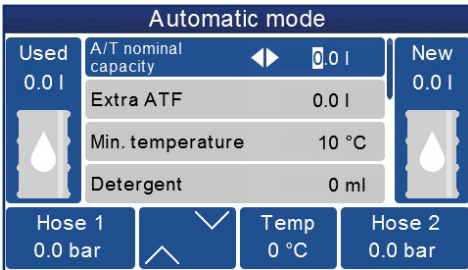 Automatic mode
Used
0.0 l
A/T nominal
capacity
0.0 l
Extra ATF
0.0 l
Min. temperature
10 °C
Detergent
0 ml
New
0.0 l
Hose 1
0.0 bar
Temp
0 °C
Hose 2
0.0 bar